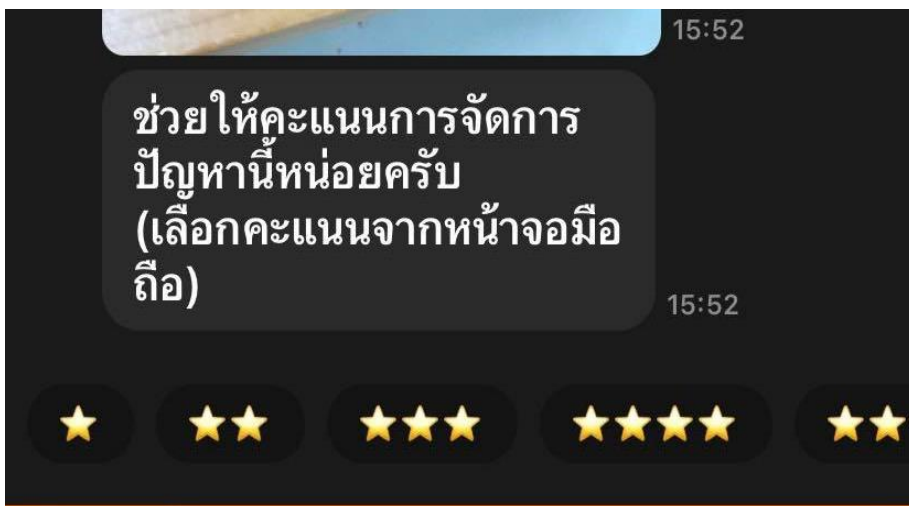 15:52
ช่วยให้คะแนนการจัดการ
ปัญหานี้หน่อยครับ
(เลือกคะแนนจากหน้าจอมือ
ถือ)
15:52